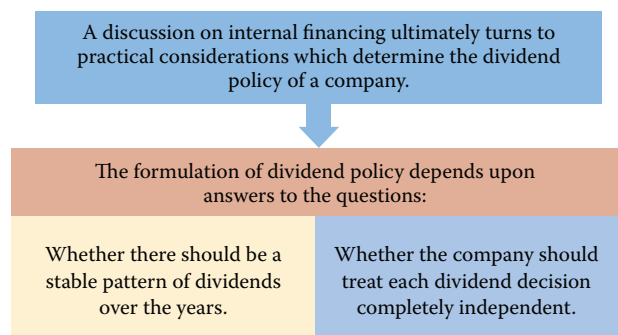 A discussion on internal financing ultimately turns to
practical considerations which determine the dividend
policy of a company.
The formulation of dividend policy depends upon
answers to the questions:
Whether there should be a
stable pattern of dividends
over the years.
Whether the company should
treat each dividend decision
completely independent.